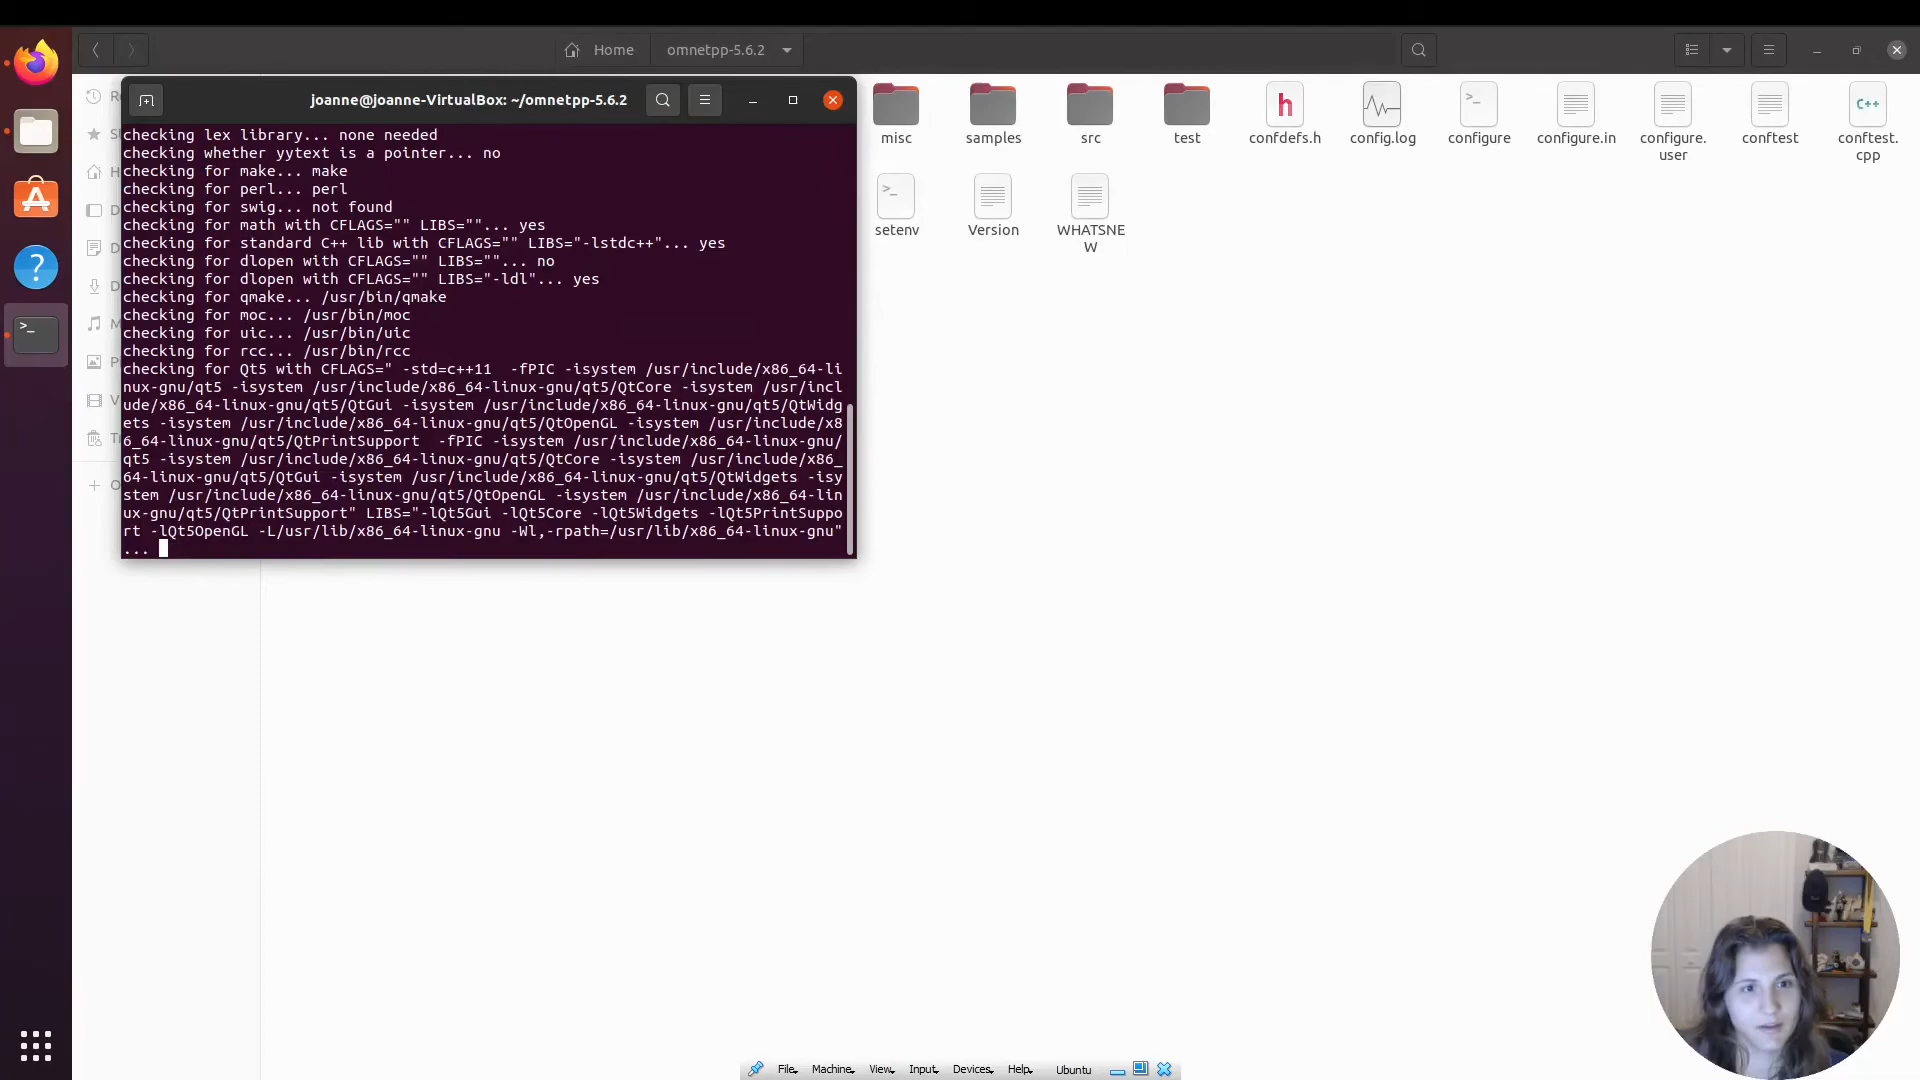 Home
omnetpp-5.6.2
joanne@joanne-VirtualBox: ~/omnetpp-5.6.2
checking lex library... none needed
checking whether yytext is a pointer... no
checking for make... make
checking for perl... perl
checking for swig... not found
checking for math with CFLAGS="" LIBS=""... yes
checking for standard C++ lib with CFLAGS="" LIBS="-lstdc++"... yes
checking for dlopen with CFLAGS="" LIBS=""... no
checking for dlopen with CFLAGS="" LIBS="-ldl"... yes
checking for qmake... /usr/bin/qmake
checking for moc... /usr/bin/moc
checking for uic... /usr/bin/uic
checking for rcc... /usr/bin/rcc
checking for Qt5 with CFLAGS=" -std=c++11  -fPIC -isystem /usr/include/x86_64-li
nux-gnu/qt5 -isystem /usr/include/x86_64-linux-gnu/qt5/QtCore -isystem /usr/incl
ude/x86_64-linux-gnu/qt5/QtGui -isystem /usr/include/x86_64-linux-gnu/qt5/QtWidg
ets -isystem /usr/include/x86_64-linux-gnu/qt5/QtOpenGL -isystem /usr/include/x8
6_64-linux-gnu/qt5/QtPrintSupport  -fPIC -isystem /usr/include/x86_64-linux-gnu/
qt5 -isystem /usr/include/x86_64-linux-gnu/qt5/QtCore -isystem /usr/include/x86_
64-linux-gnu/qt5/QtGui -isystem /usr/include/x86_64-linux-gnu/qt5/QtWidgets -isy
stem /usr/include/x86_64-linux-gnu/qt5/QtOpenGL -isystem /usr/include/x86_64-lin
ux-gnu/qt5/QtPrintSupport" LIBS="-lQt5Gui -lQt5Core -lQt5Widgets -lQt5PrintSuppo
rt -lQt5OpenGL -L/usr/lib/x86_64-linux-gnu -Wl,-rpath=/usr/lib/x86_64-linux-gnu"
...
misc
samples
src
test
h
confdefs.h
config.log
configure
configure.in
configure.
user
conftest
C++
conftest.
cpp
setenv
Version
WHATSNE
W
File
Machine
View
Input
Devices
Help
Ubuntu